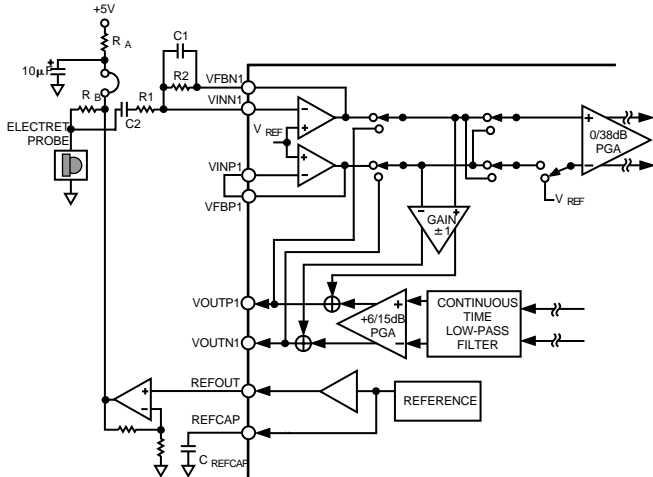 +5V
R A
10µF
C1
R2
VFBN1
R B
C2
R1
VINN1
ELECTRET
PROBE
V REF
VINP1
VFBP1
0/38dB
PGA
V REF
GAIN
± 1
VOUTP1
+6/15dB
PGA
CONTINUOUS
TIME
LOW-PASS
FILTER
VOUTN1
REFOUT
REFERENCE
REFCAP
C REFCAP